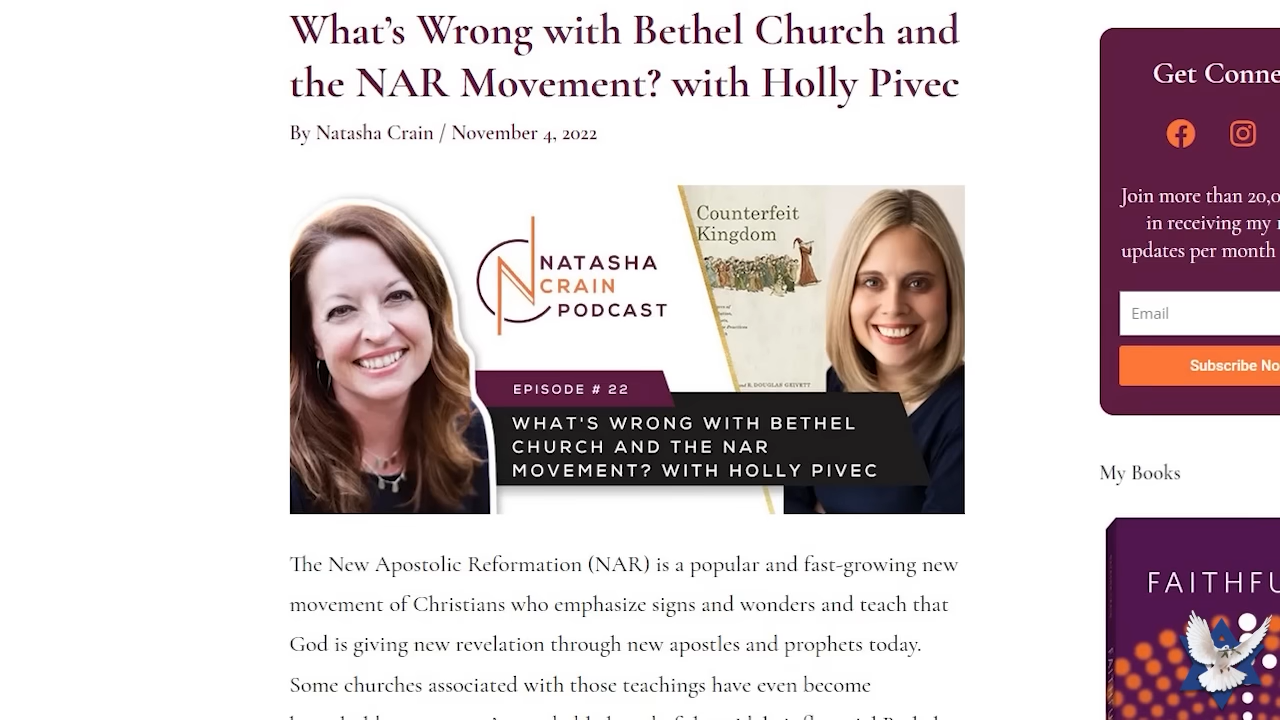 What's Wrong with Bethel Church and
the NAR Movement? with Holly Pivec
By Natasha Crain / November 4, 2022
NATASHA
CRAIN
PODCAST
EPISODE # 22
WHAT'S WRONG WITH BETHEL
CHURCH AND THE NAR
MOVEMENT? WITH HOLLY PIVEC
Counterfeit
Kingdom
R. DOUGLAS GEIVETT
The New Apostolic Reformation (NAR) is a popular and fast-growing new
movement of Christians who emphasize signs and wonders and teach that
God is giving new revelation through new apostles and prophets today.
Some churches associated with those teachings have even become
Get Conne
Join more than 20,0
in receiving my
updates per month
Email
Subscribe No
My Books
FAITHFU